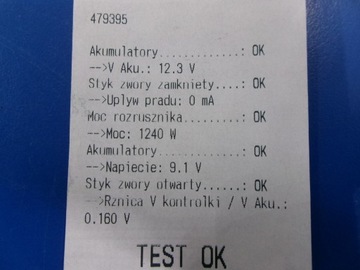 479395
Akumulatory.............: OK
-->V Aku.: 12.3 V
Styk zwory zamkniety....: OK
-->Uplyw pradu: 0 mA
Moc rozrusznika.........: OK
-->Moc: 1240 W
Akumulatory.............: OK
-->Napiecie: 9.1 V
Styk zwory otwarty......: OK
-->Rznica V kontrolki / V Aku.:
0.160 V
TEST OK